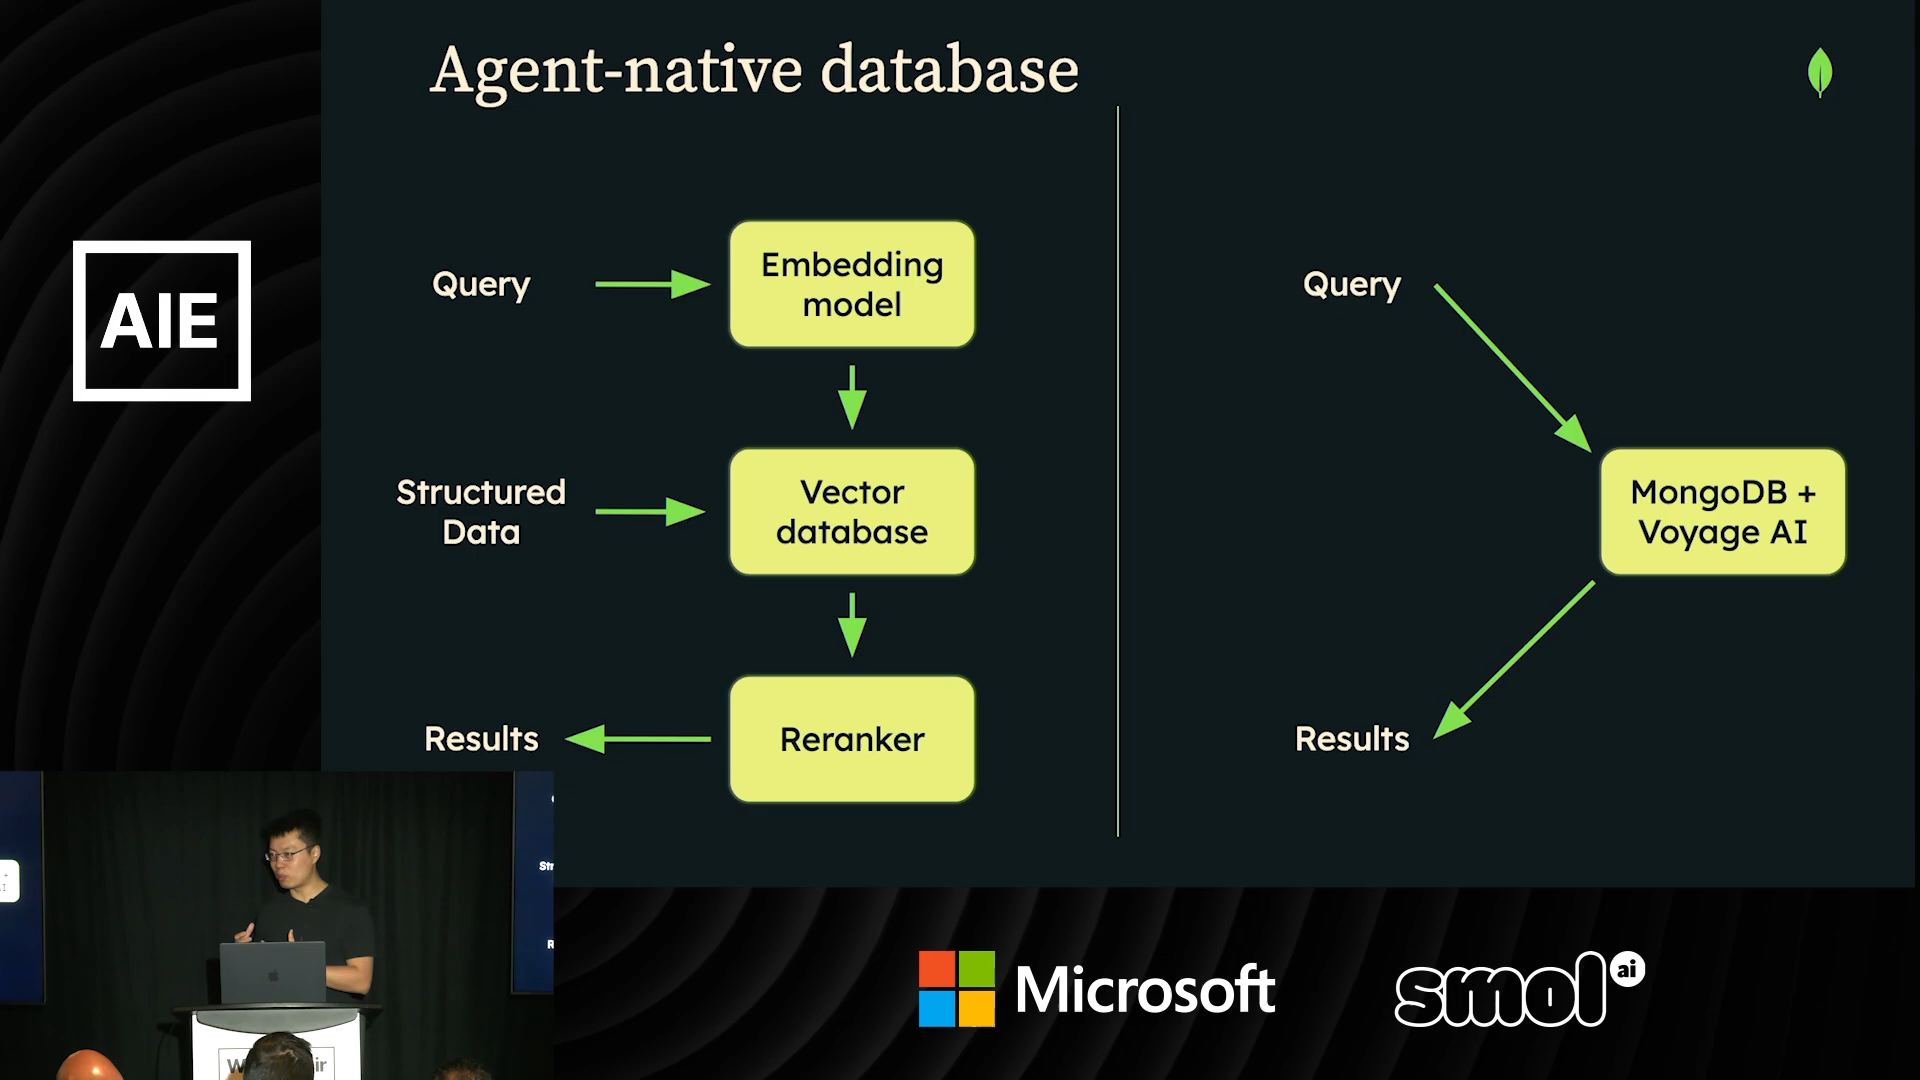 Agent-native database
AIE
Query
Embedding
model
Structured
Data
Vector
database
Results
Reranker
Query
MongoDB +
Voyage AI
Results
Microsoft
smol
ai